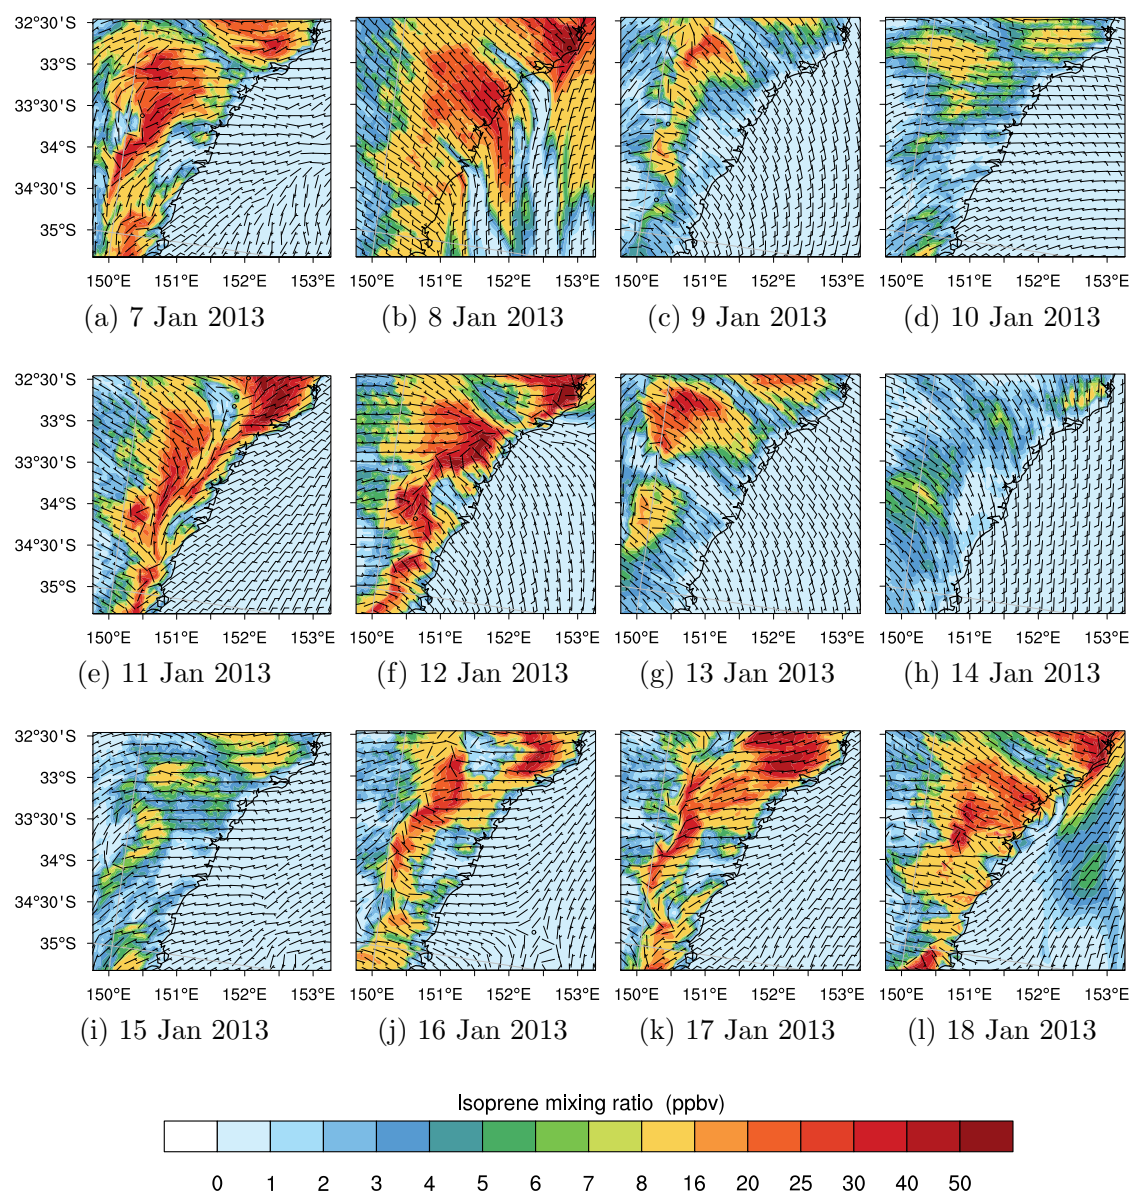 32°30'S
33°S
33°30'S
34°S
34°30'S
35°S
150°E 151°E 152°E 153°E 150°E 151°E 152°E 153°E 150°E 151°E 152°E 153°E 150°E 151°E 152°E 153°E
(a) 7 Jan 2013 (b) 8 Jan 2013 (c) 9 Jan 2013 (d) 10 Jan 2013
32°30'S
33°S
33°30'S
34°S
34°30'S
35°S
150°E 151°E 152°E 153°E 150°E 151°E 152°E 153°E 150°E 151°E 152°E 153°E 150°E 151°E 152°E 153°E
(e) 11 Jan 2013 (f) 12 Jan 2013 (g) 13 Jan 2013 (h) 14 Jan 2013
32°30'S
33°S
33°30'S
34°S
34°30'S
35°S
150°E 151°E 152°E 153°E 150°E 151°E 152°E 153°E 150°E 151°E 152°E 153°E 150°E 151°E 152°E 153°E
(i) 15 Jan 2013 (j) 16 Jan 2013 (k) 17 Jan 2013 (l) 18 Jan 2013
Isoprene mixing ratio (ppbv)
0 1 2 3 4 5 6 7 8 16 20 25 30 40 50